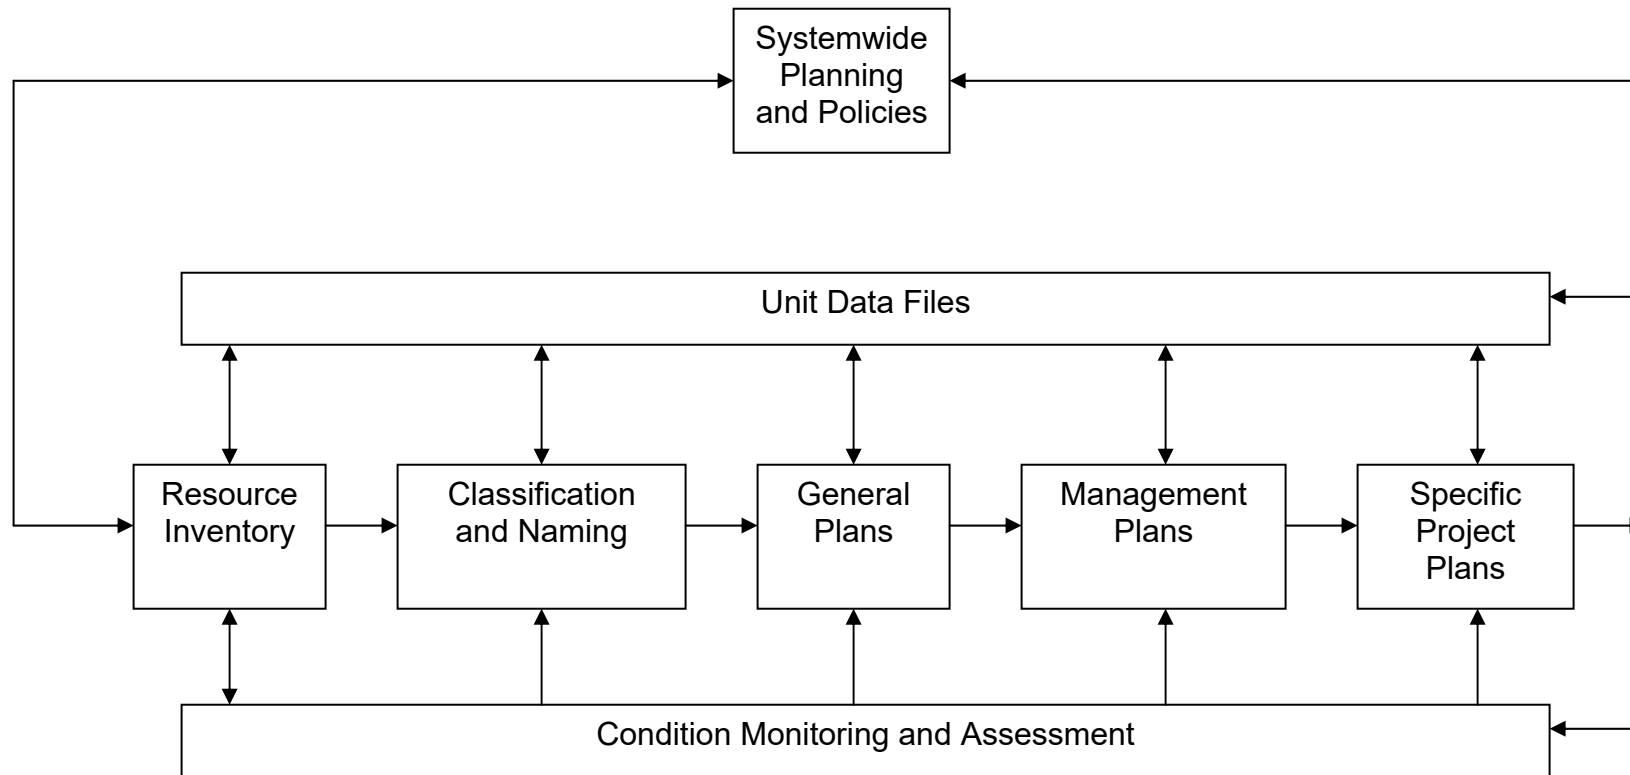 Systemwide
Planning
and Policies
Unit Data Files
Resource
Inventory
Classification
and Naming
General
Plans
Management
Plans
Specific
Project
Plans
Condition Monitoring and Assessment